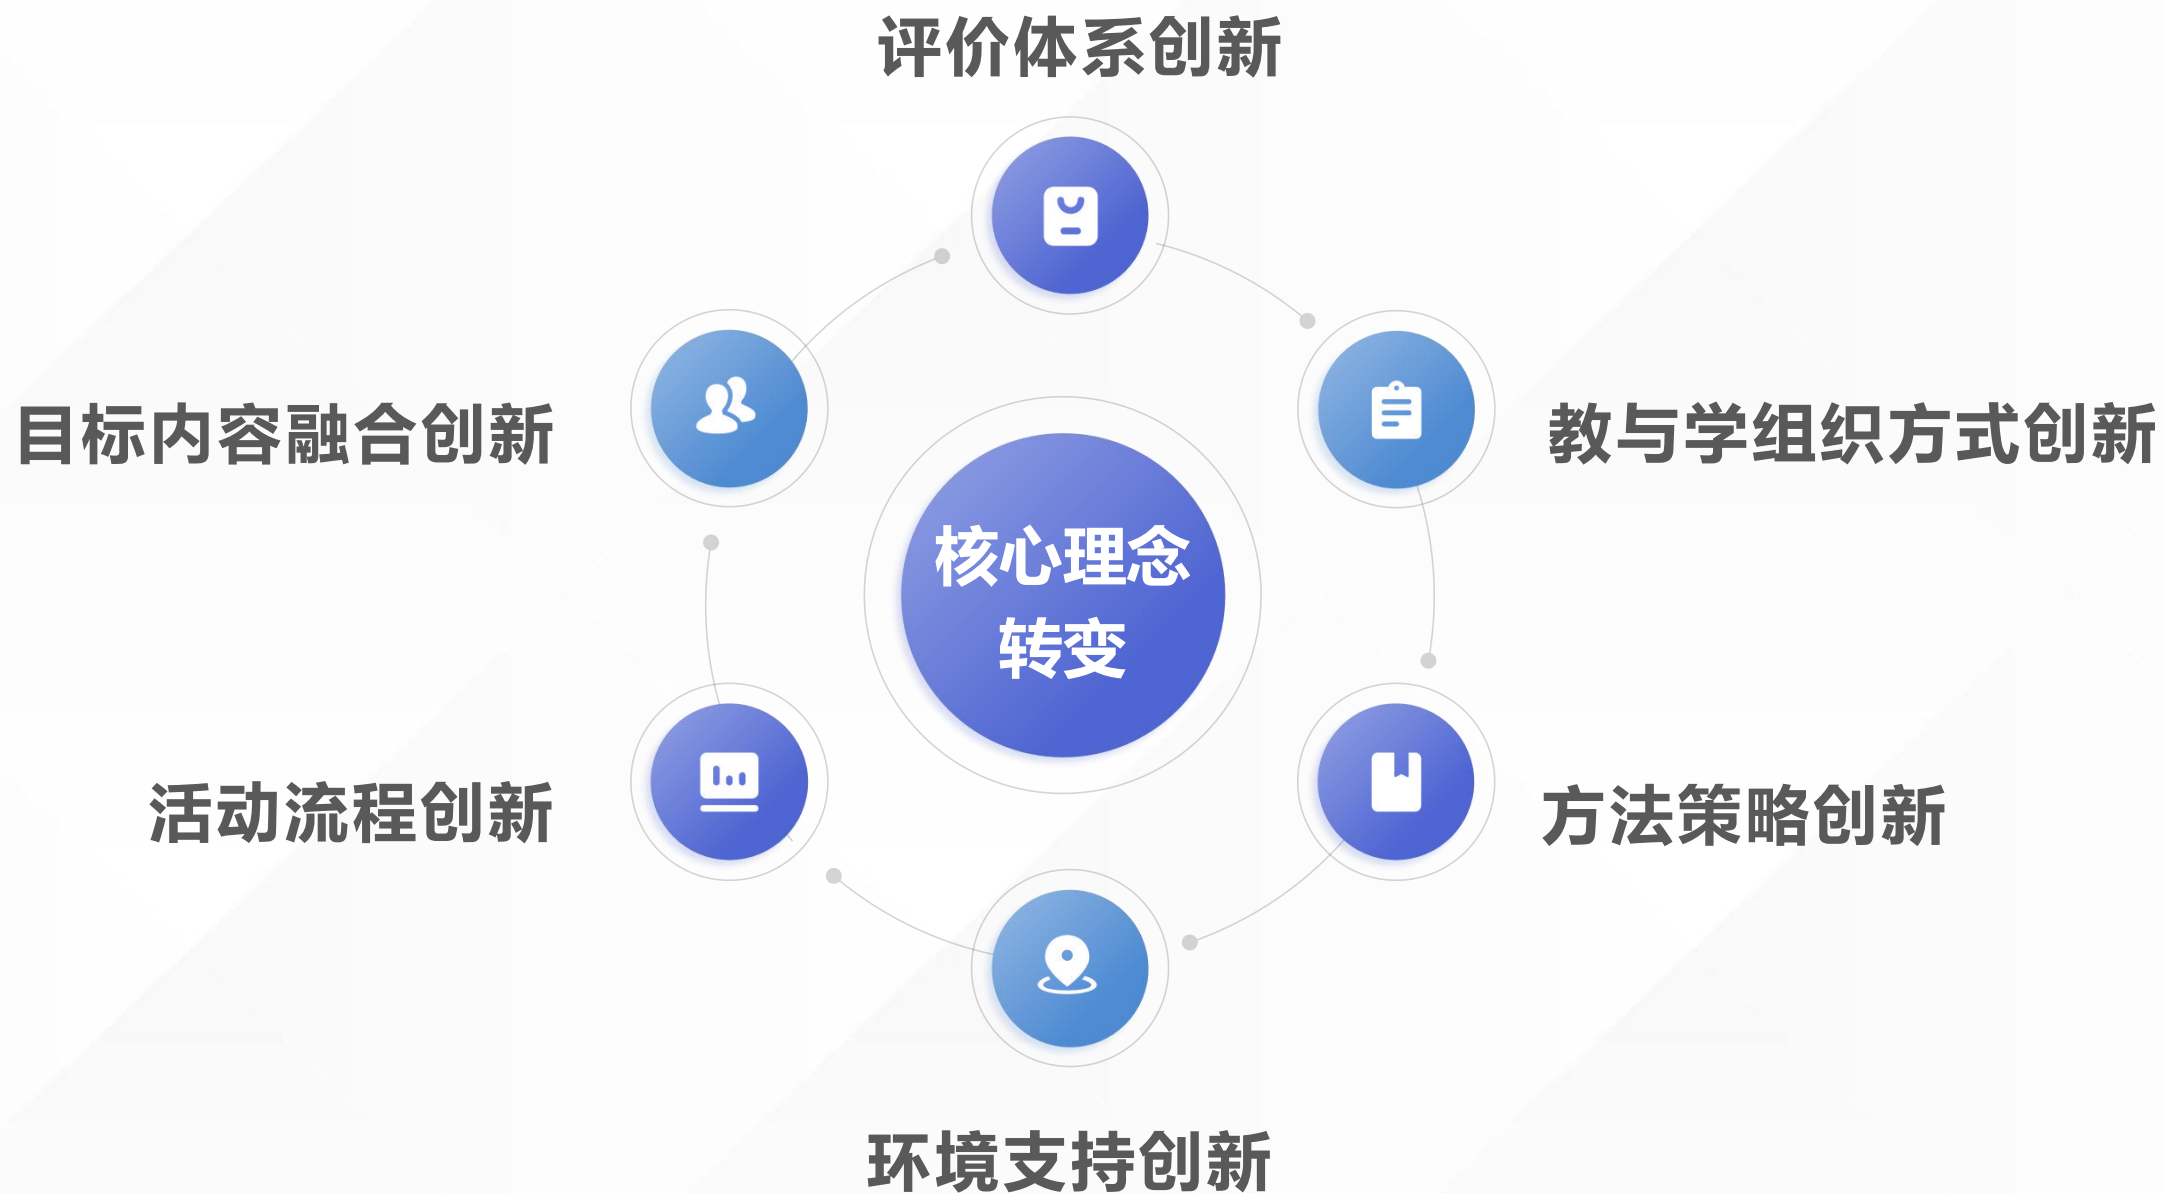 评价体系创新
目标内容融合创新
教与学组织方式创新
核心理念
转变
活动流程创新
方法策略创新
环境支持创新